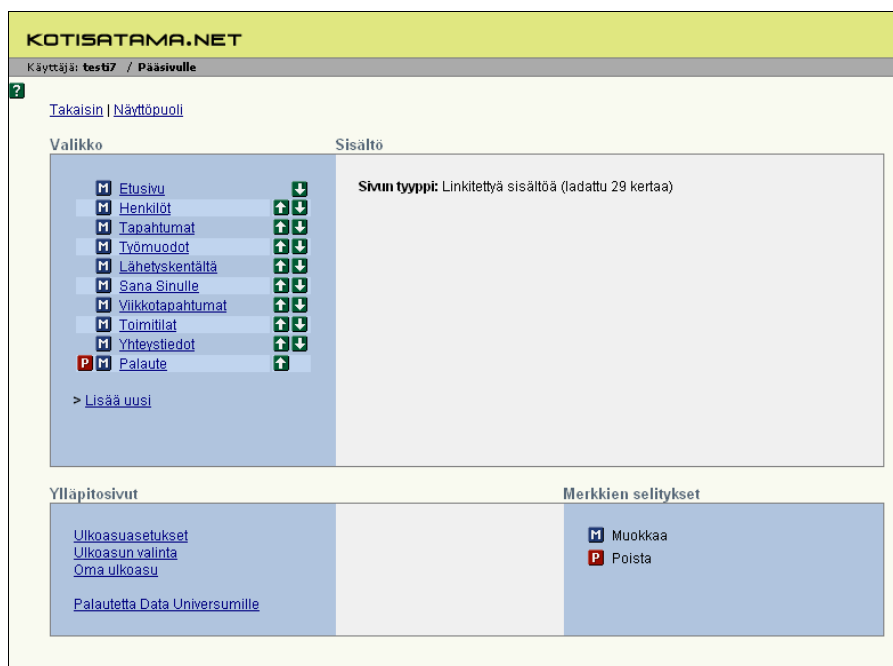 KOTISATAMA.NET
Käyttäjä: testi7 / Pääsivulle
?
Takaisin | Näyttöpuoli
Valikko Sisältö
M Etusivu
Sivun tyyppi: Linkitettyä sisältöä (ladattu 29 kertaa)
M Henkilöt
M Tapahtumat
M Työmuodot
M Lähetyskentältä
M Sana Sinulle
M Viikkotapahtumat
M Toimitilat
M Yhteystiedot
P M Palaute
> Lisää uusi
Ylläpitosivut Merkkien selitykset
Ulkoasuasetukset
Ulkoasun valinta
Oma ulkoasu
Palautetta Data Universumille
M Muokkaa
P Poista